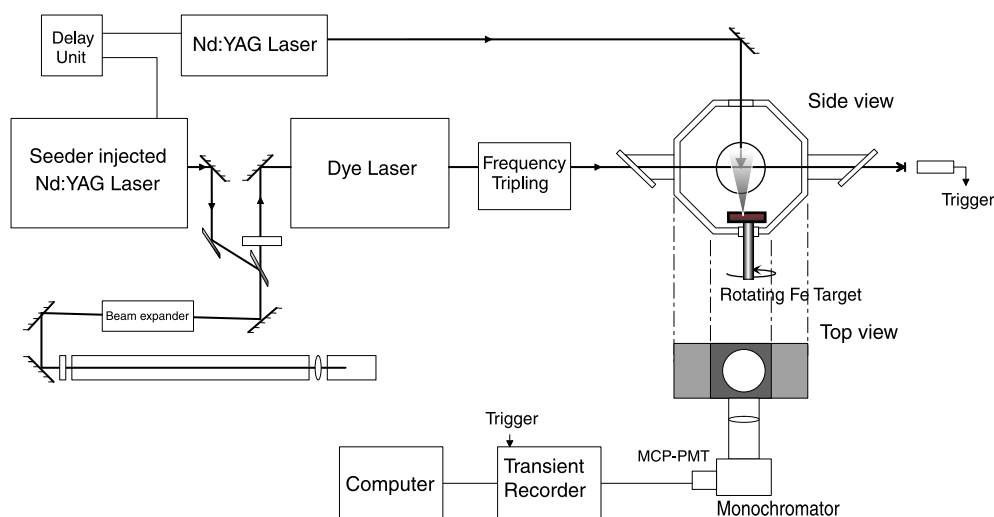 Delay
Unit
Nd:YAG Laser
Side view
Seeder injected
Nd:YAG Laser
Dye Laser
Frequency
Tripling
Trigger
Rotating Fe Target
Beam expander
Top view
Trigger
MCP-PMT
Computer
Transient
Recorder
Monochromator